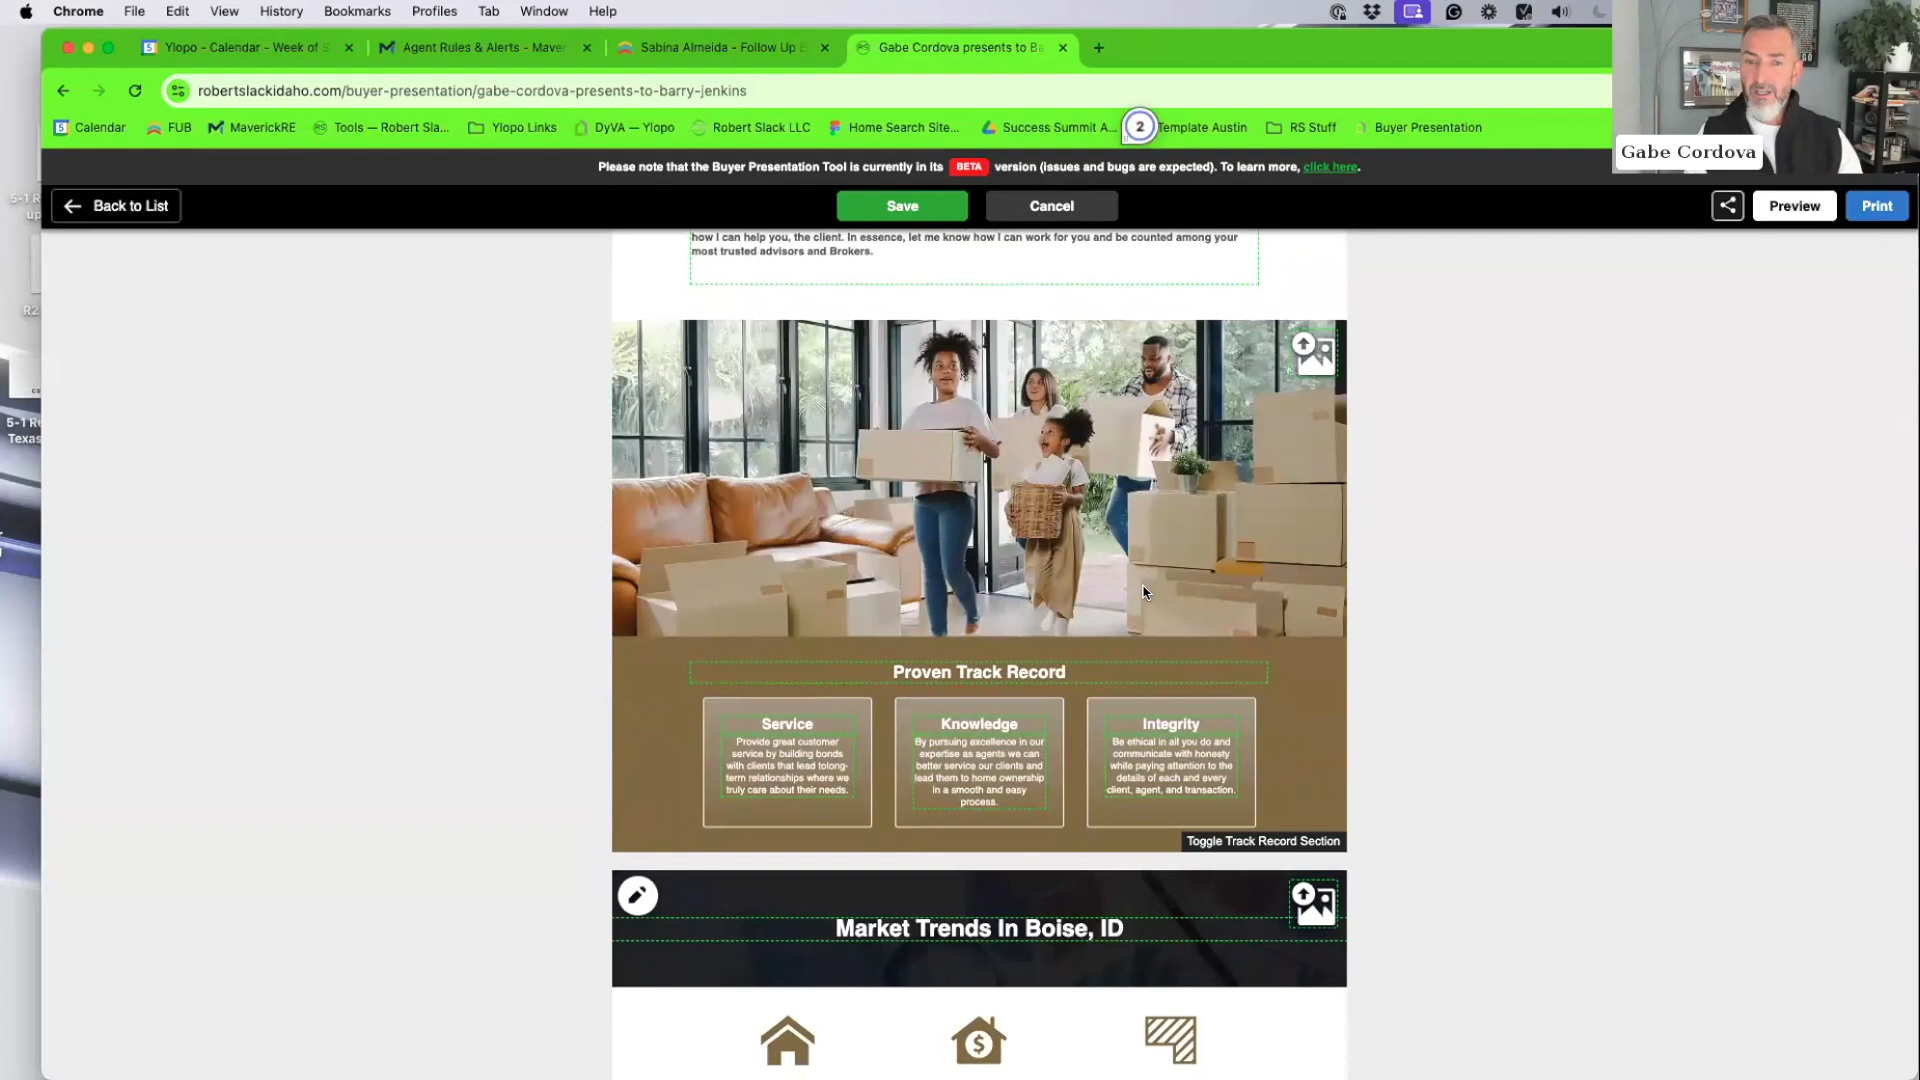 Chrome File Edit View History Bookmarks Profiles Tab Window Help
5 Ylopo - Calendar - Week of S
Agent Rules & Alerts - Maver
Sabina Almeida - Follow Up B
Gabe Cordova presents to Ba
robertslackidaho.com/buyer-presentation/gabe-cordova-presents-to-barry-jenkins
5 Calendar FUB MaverickRE Tools — Robert Sla... Ylopo Links DyVA — Ylopo Robert Slack LLC Home Search Site... Success Summit A... 2 Template Austin RS Stuff Buyer Presentation
Gabe Cordova
Please note that the Buyer Presentation Tool is currently in its BETA version (issues and bugs are expected). To learn more, click here.
Back to List Save Cancel Preview Print
how I can help you, the client. In essence, let me know how I can work for you and be counted among your
most trusted advisors and Brokers.
Proven Track Record
Service
Provide great customer
service by building bonds
with clients that lead tolong-
term relationships where we
truly care about their needs.
Knowledge
By pursuing excellence in our
expertise as agents we can
better service our clients and
lead them to home ownership
in a smooth and easy
process.
Integrity
Be ethical in all you do and
communicate with honesty
while paying attention to the
details of each and every
client, agent, and transaction.
Toggle Track Record Section
Market Trends In Boise, ID
$
R2
Texas